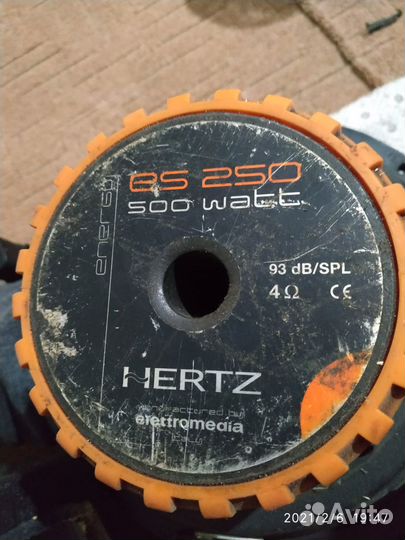 energy
es 250
500 watt
93 dB/SPL
4 Ω CE
HERTZ
manufactured by
elettromedia
2021/2/6 19:47
Avito